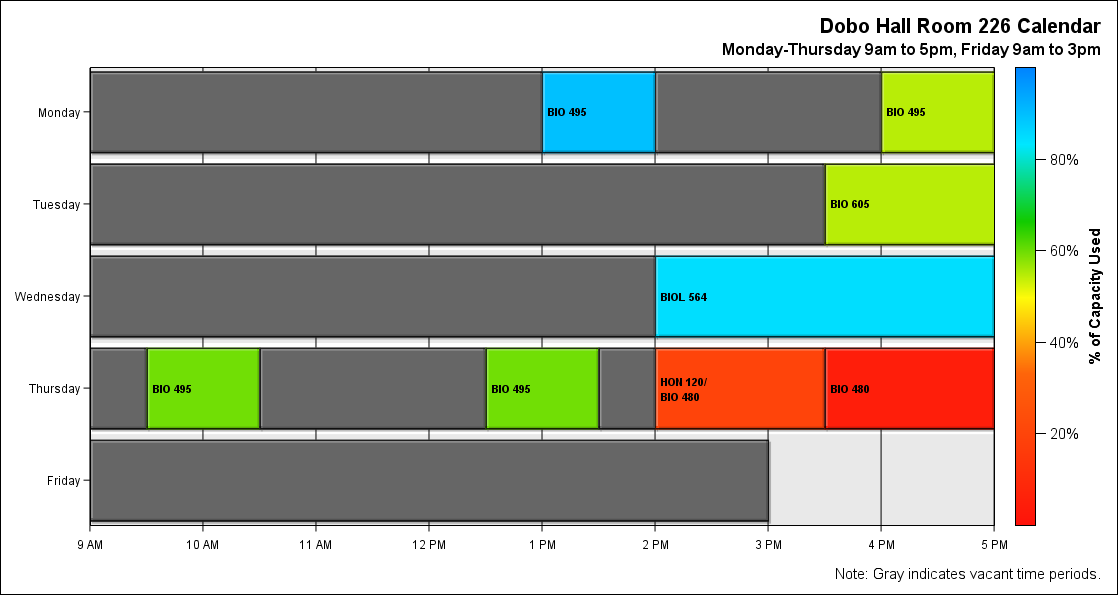 Dobo Hall Room 226 Calendar
Monday-Thursday 9am to 5pm, Friday 9am to 3pm
Monday
BIO 495
BIO 495
Tuesday
BIO 605
Wednesday
BIOL 564
Thursday
BIO 495
BIO 495
HON 120/
BIO 480
BIO 480
Friday
9 AM
10 AM
11 AM
12 PM
1 PM
2 PM
3 PM
4 PM
5 PM
80%
60%
40%
20%
% of Capacity Used
Note: Gray indicates vacant time periods.